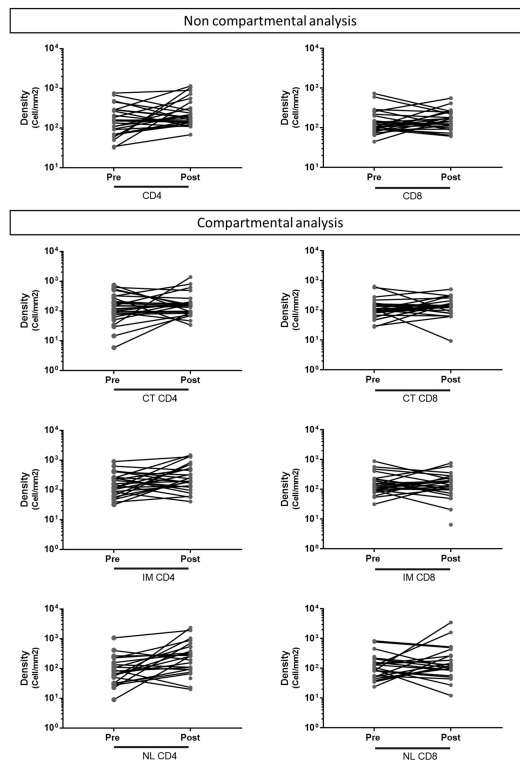 Non compartmental analysis
Density
(Cell/mm2)
10⁴
10³
10²
10¹
Pre Post
CD4
Density
(Cell/mm2)
10⁴
10³
10²
10¹
Pre Post
CD8
Compartmental analysis
Density
(Cell/mm2)
10⁴
10³
10²
10¹
10⁰
Pre Post
CT CD4
Density
(Cell/mm2)
10⁴
10³
10²
10¹
10⁰
Pre Post
CT CD8
Density
(Cell/mm2)
10⁴
10³
10²
10¹
10⁰
Pre Post
IM CD4
Density
(Cell/mm2)
10⁴
10³
10²
10¹
10⁰
Pre Post
IM CD8
Density
(Cell/mm2)
10⁴
10³
10²
10¹
10⁰
Pre Post
NL CD4
Density
(Cell/mm2)
10⁴
10³
10²
10¹
10⁰
Pre Post
NL CD8